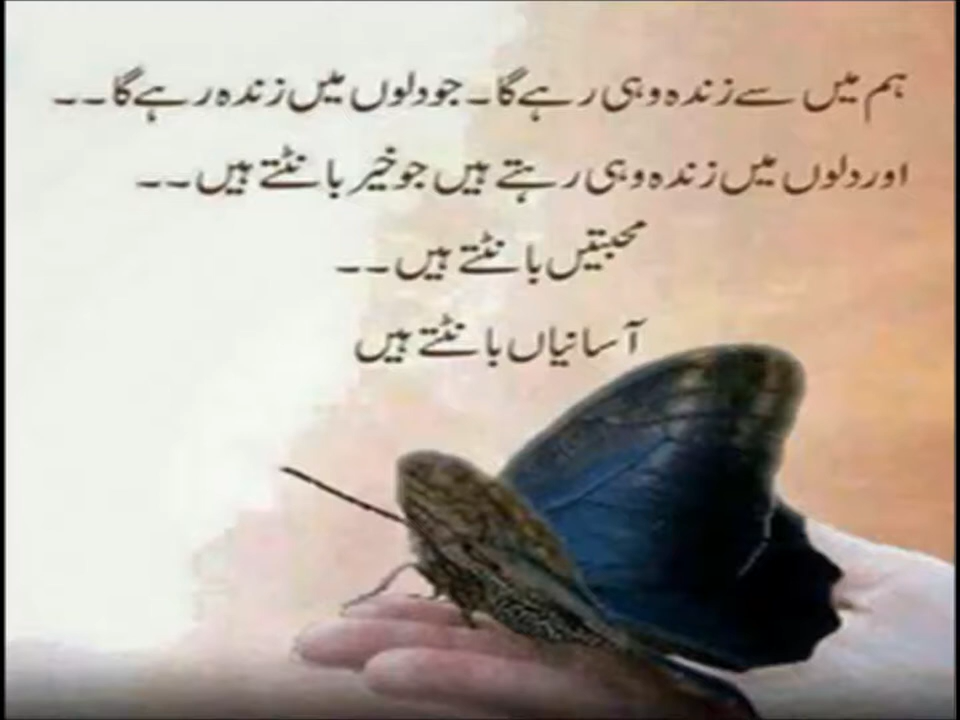 ہم میں سے زندہ وہی رہے گا۔ جو دلوں میں زندہ رہے گا۔۔
اور دلوں میں زندہ وہی رہتے ہیں جو خیر بانٹتے ہیں۔۔
محبتیں بانٹتے ہیں۔۔
آسانیاں بانٹتے ہیں